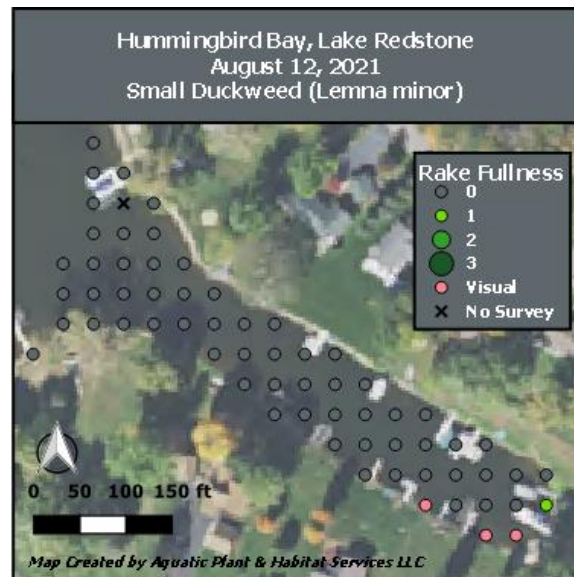 Hummingbird Bay, Lake Redstone
August 12, 2021
Small Duckweed (Lemna minor)
Rake Fullness
0
1
2
3
Visual
No Survey
0 50 100 150 ft
Map Created by Aquatic Plant & Habitat Services LLC